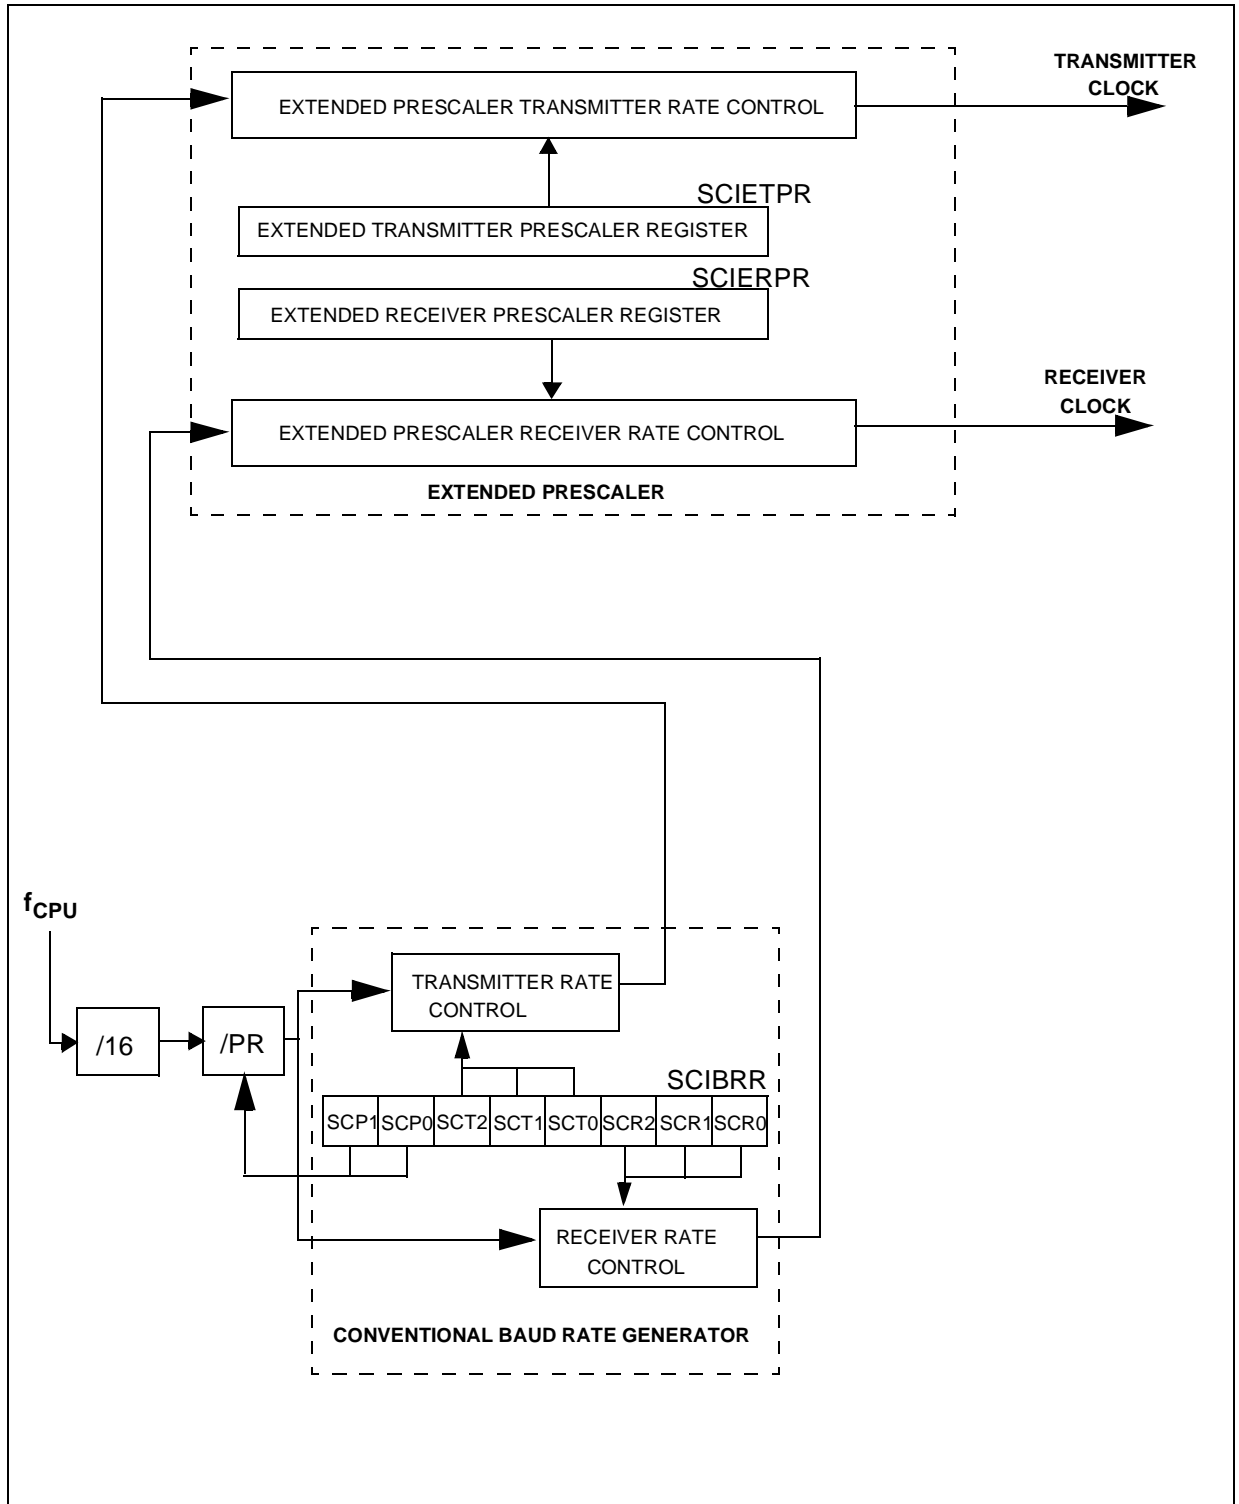 TRANSMITTER
CLOCK
EXTENDED PRESCALER TRANSMITTER RATE CONTROL
SCIETPR
EXTENDED TRANSMITTER PRESCALER REGISTER
SCIERPR
EXTENDED RECEIVER PRESCALER REGISTER
RECEIVER
CLOCK
EXTENDED PRESCALER RECEIVER RATE CONTROL
EXTENDED PRESCALER
fCPU
TRANSMITTER RATE
CONTROL
/16
/PR
SCIBRR
SCP1 SCP0 SCT2 SCT1 SCT0 SCR2 SCR1 SCR0
RECEIVER RATE
CONTROL
CONVENTIONAL BAUD RATE GENERATOR